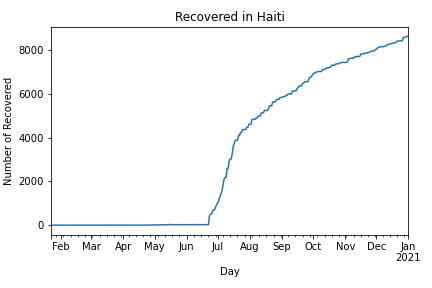 Recovered in Haiti
Number of Recovered
8000
6000
4000
2000
0
Feb Mar Apr May Jun Jul Aug Sep Oct Nov Dec Jan
2021
Day